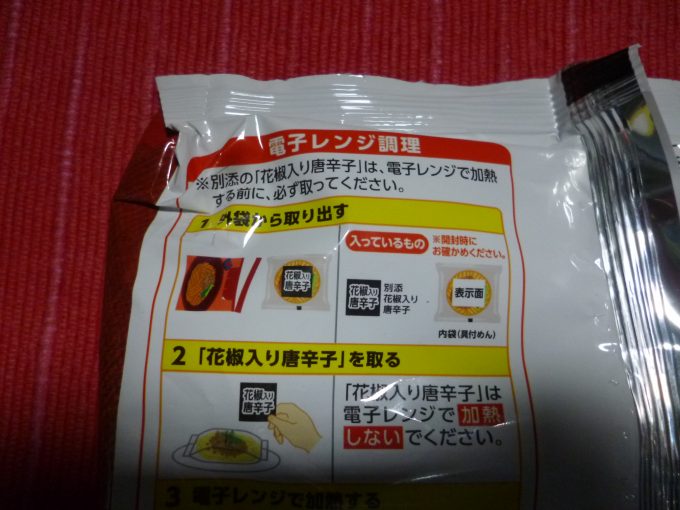 電子レンジ調理
※別添の「花椒入り唐辛子」は、電子レンジで加熱
する前に、必ず取ってください。
1 外袋から取り出す
入っているもの
※開封時に
お確かめください。
花椒入り
唐辛子
花椒入り
唐辛子
別添
花椒入り
唐辛子
表示面
内袋(具付めん)
2 「花椒入り唐辛子」を取る
花椒入り
唐辛子
「花椒入り唐辛子」は
電子レンジで加熱
しないでください。
3 電子レンジで加熱する